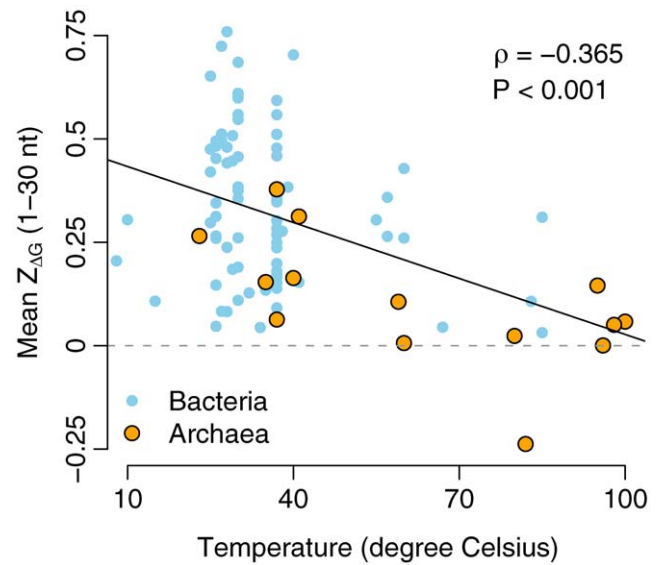 ρ = −0.365
P < 0.001
Mean Z_ΔG (1−30 nt)
0.75
0.5
0.25
0
−0.25
Bacteria
Archaea
10 40 70 100
Temperature (degree Celsius)